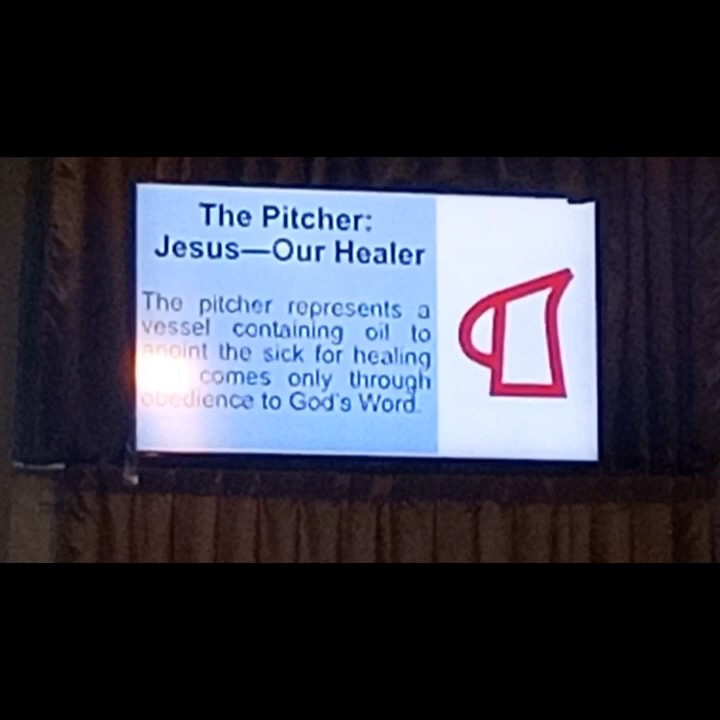 The Pitcher:
Jesus—Our Healer
The pitcher represents a
vessel containing oil to
anoint the sick for healing
comes only through
obedience to God's Word.